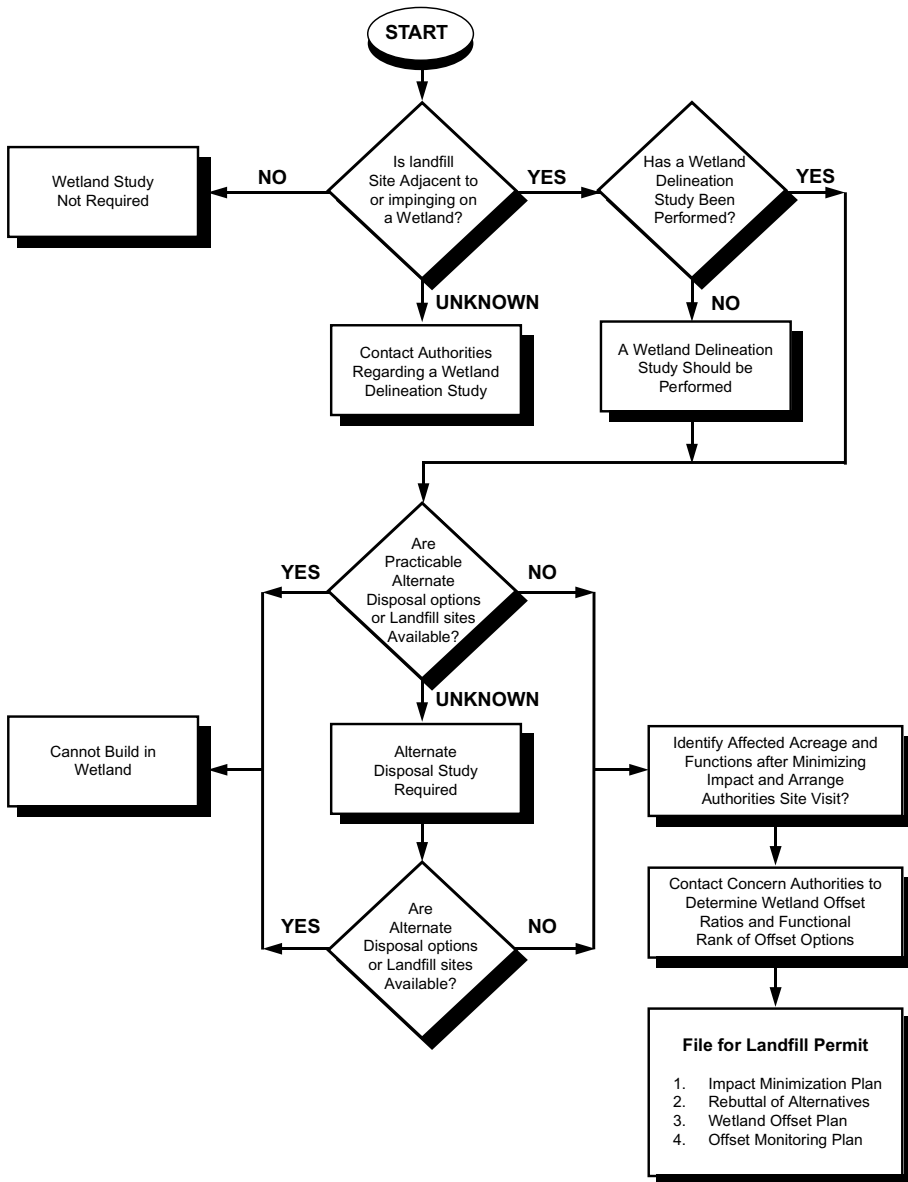 START
Is landfill
Site Adjacent to
or impinging on
a Wetland?
NO
Wetland Study
Not Required
YES
Has a Wetland
Delineation
Study Been
Performed?
YES
UNKNOWN
Contact Authorities
Regarding a Wetland
Delineation Study
NO
A Wetland Delineation
Study Should be
Performed
Are
Practicable
Alternate
Disposal options
or Landfill sites
Available?
YES
NO
UNKNOWN
Cannot Build in
Wetland
Alternate
Disposal Study
Required
Identify Affected Acreage and
Functions after Minimizing
Impact and Arrange
Authorities Site Visit?
Are
Alternate
Disposal options
or Landfill sites
Available?
YES
NO
Contact Concern Authorities to
Determine Wetland Offset
Ratios and Functional
Rank of Offset Options
File for Landfill Permit
1. Impact Minimization Plan
2. Rebuttal of Alternatives
3. Wetland Offset Plan
4. Offset Monitoring Plan